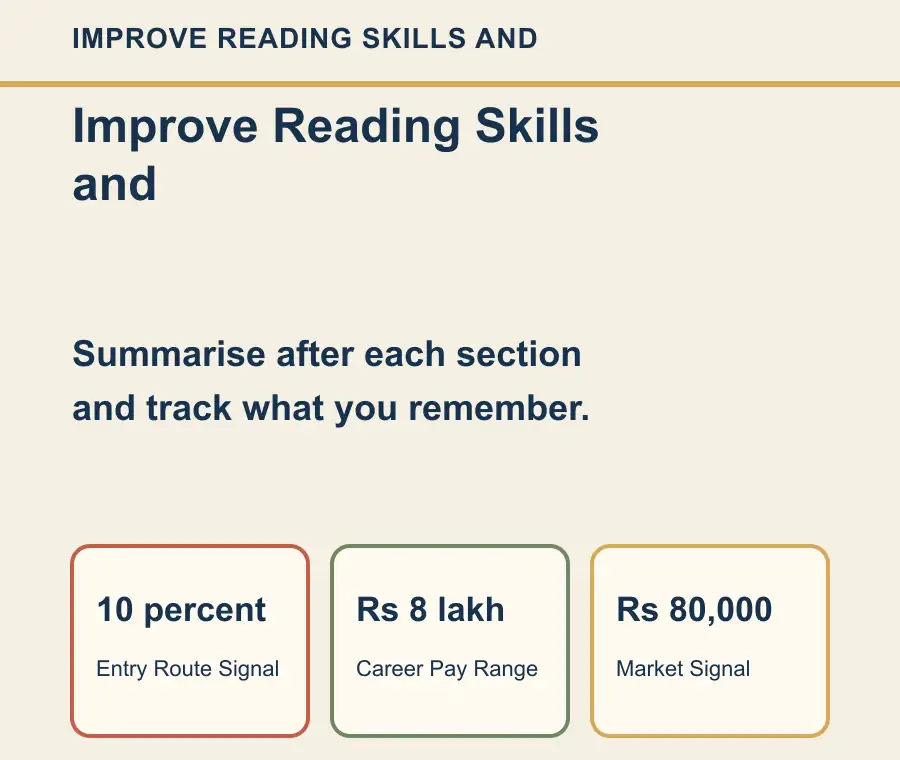 IMPROVE READING SKILLS AND
Improve Reading Skills
and
Summarise after each section
and track what you remember.
10 percent
Entry Route Signal
Rs 8 lakh
Career Pay Range
Rs 80,000
Market Signal